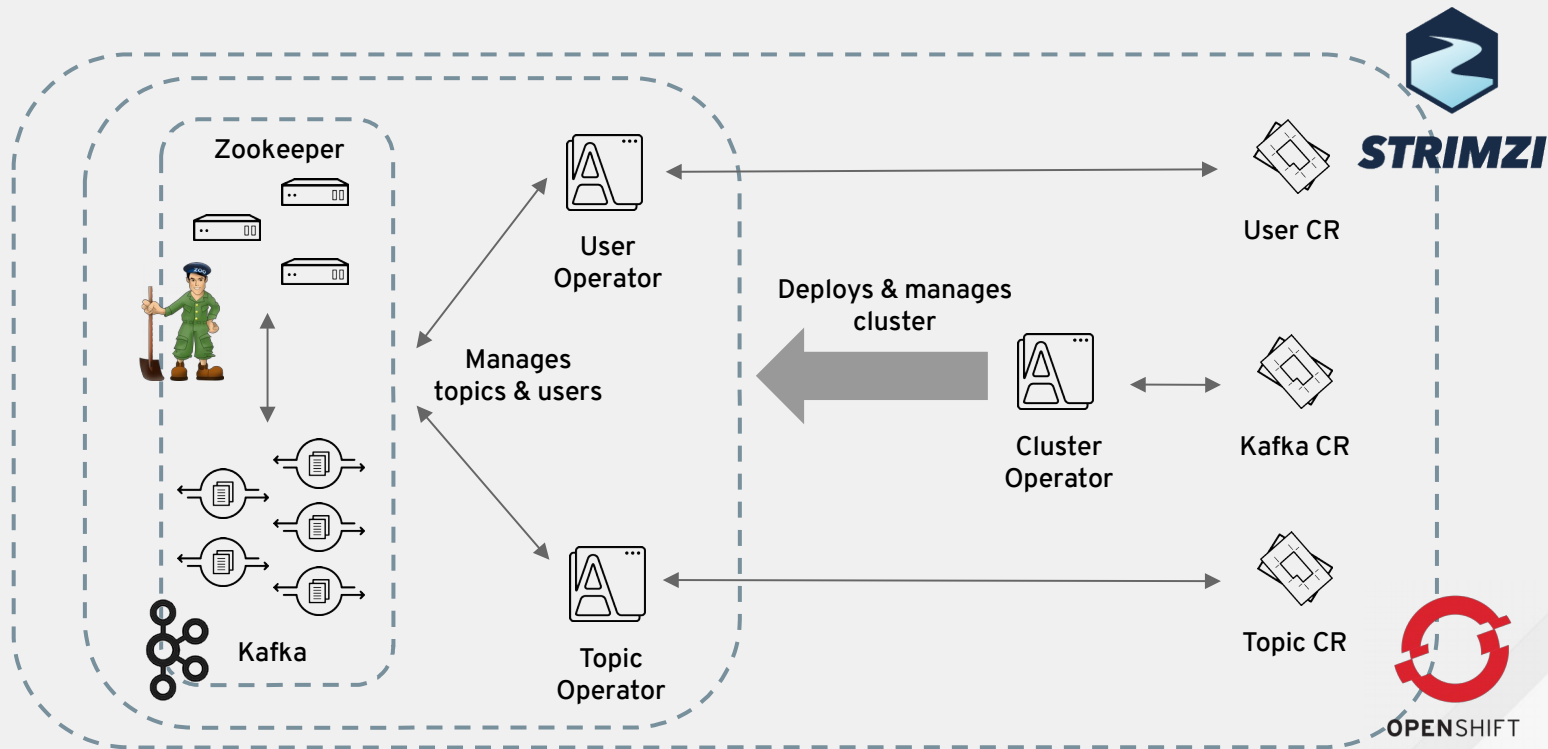 STRIMZI
Zookeeper
ZOO
User
Operator
User CR
Deploys & manages
cluster
Manages
topics & users
Cluster
Operator
Kafka CR
Kafka
Topic
Operator
Topic CR
OPENSHIFT